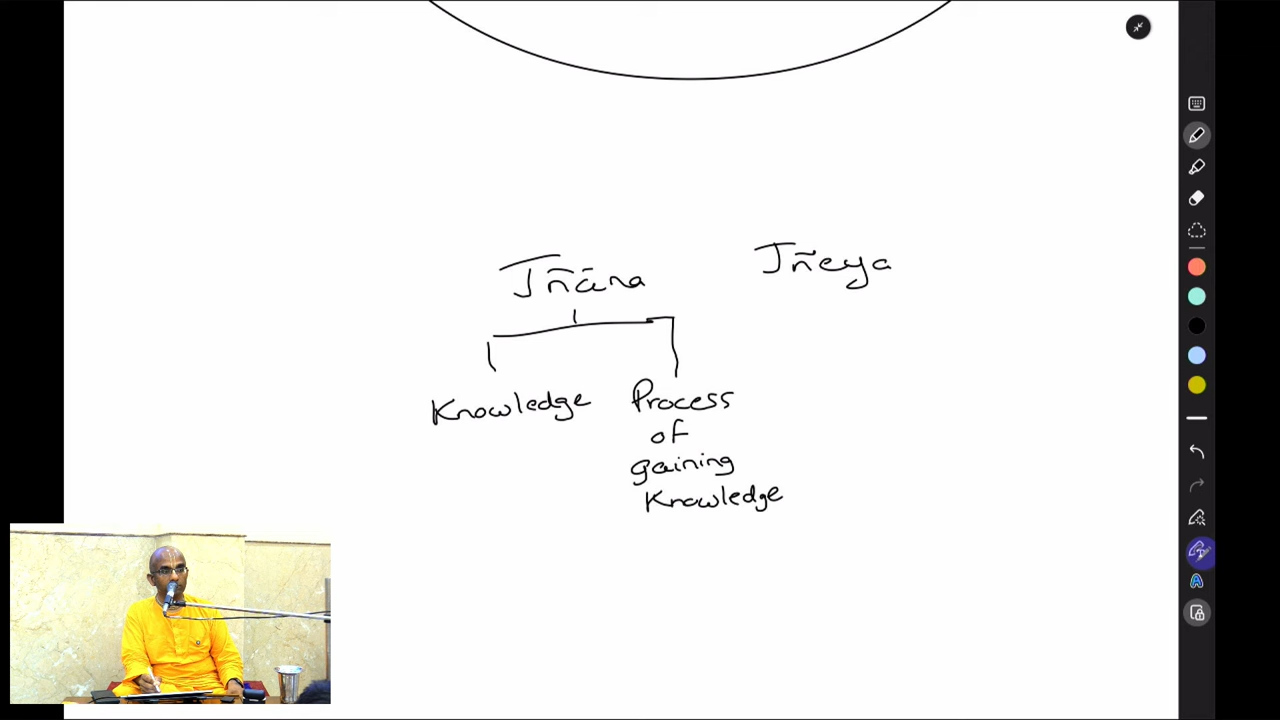 Jñāna
Jñeya
Knowledge
Process
of
gaining
Knowledge